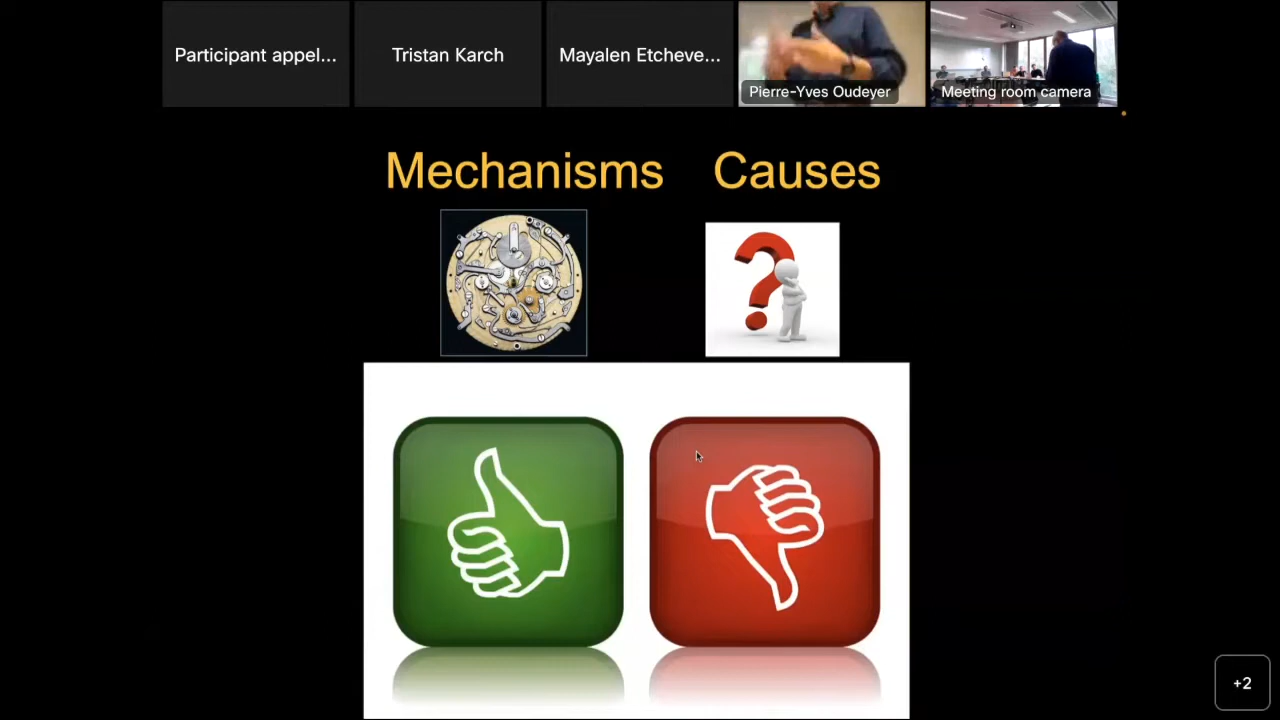 Participant appel...
Tristan Karch
Mayalen Etcheve...
Pierre-Yves Oudeyer
Meeting room camera
Mechanisms Causes
+2